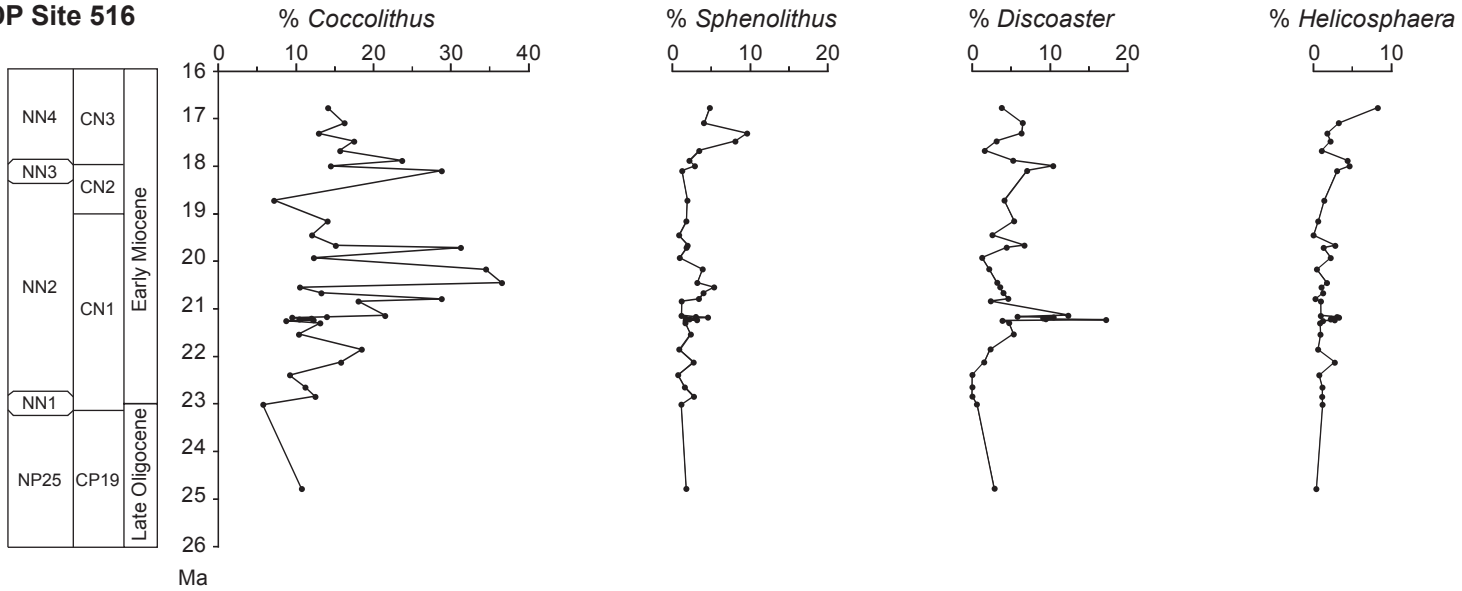 DP Site 516
% Coccolithus
% Sphenolithus
% Discoaster
% Helicosphaera
0 10 20 30 40
0 10 20
0 10 20
0 10
16
17
18
19
20
21
22
23
24
25
26
Ma
NN4
NN3
NN2
NN1
NP25
CN3
CN2
CN1
CP19
Early Miocene
Late Oligocene